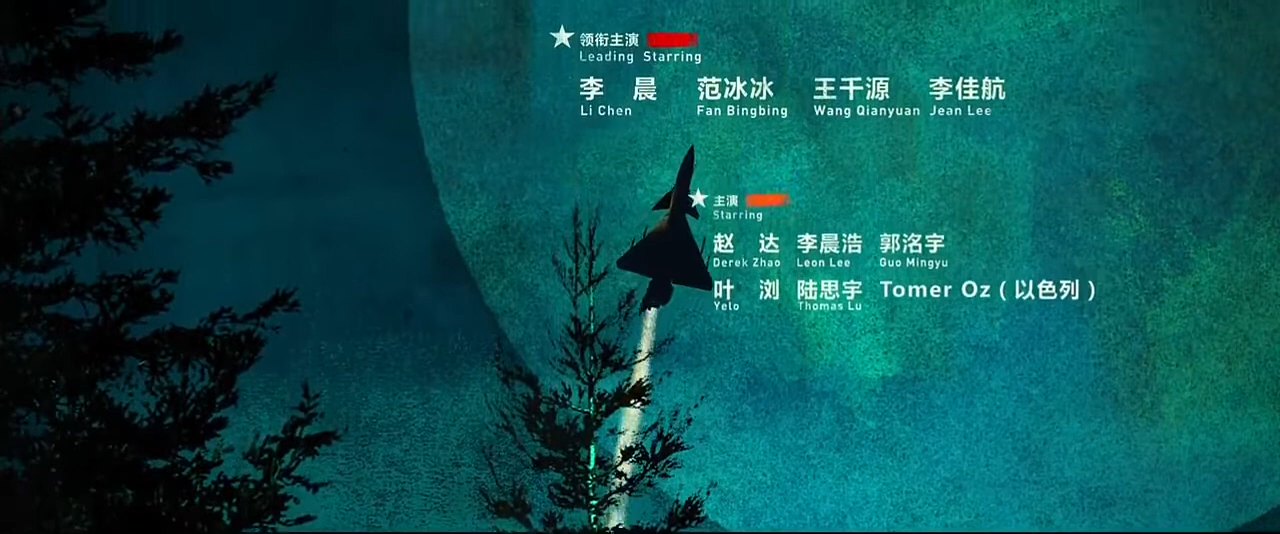 领衔主演
Leading Starring
李晨 范冰冰 王千源 李佳航
Li Chen Fan Bingbing Wang Qianyuan Jean Lee
主演
Starring
赵达 李晨浩 郭洺宇
Derek Zhao Leon Lee Guo Mingyu
叶浏 陆思宇 Tomer Oz（以色列）
Yelo Thomas Lu